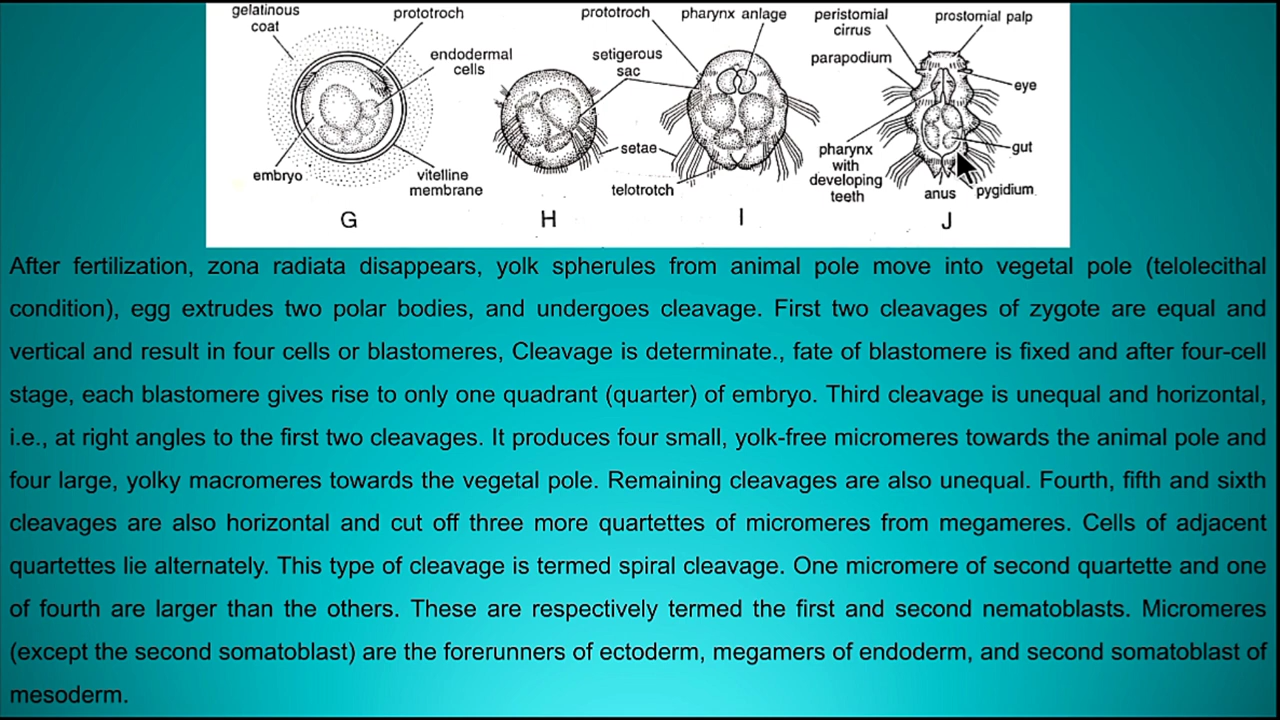 gelatinous coat
prototroch
endodermal cells
embryo
vitelline membrane
G
setigerous sac
setae
H
prototroch
pharynx anlage
telotrotch
I
peristomial cirrus
prostomial palp
parapodium
eye
pharynx with developing teeth
gut
anus
pygidium
J
After fertilization, zona radiata disappears, yolk spherules from animal pole move into vegetal pole (telolecithal
condition), egg extrudes two polar bodies, and undergoes cleavage. First two cleavages of zygote are equal and
vertical and result in four cells or blastomeres, Cleavage is determinate., fate of blastomere is fixed and after four-cell
stage, each blastomere gives rise to only one quadrant (quarter) of embryo. Third cleavage is unequal and horizontal,
i.e., at right angles to the first two cleavages. It produces four small, yolk-free micromeres towards the animal pole and
four large, yolky macromeres towards the vegetal pole. Remaining cleavages are also unequal. Fourth, fifth and sixth
cleavages are also horizontal and cut off three more quartettes of micromeres from megameres. Cells of adjacent
quartettes lie alternately. This type of cleavage is termed spiral cleavage. One micromere of second quartette and one
of fourth are larger than the others. These are respectively termed the first and second nematoblasts. Micromeres
(except the second somatoblast) are the forerunners of ectoderm, megamers of endoderm, and second somatoblast of
mesoderm.